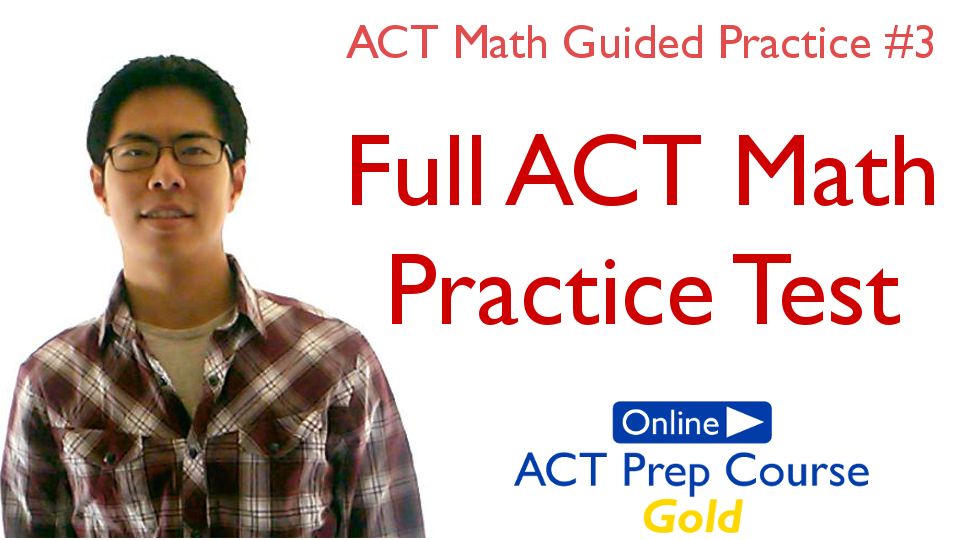 ACT Math Guided Practice #3
Full ACT Math
Practice Test
Online
ACT Prep Course
Gold